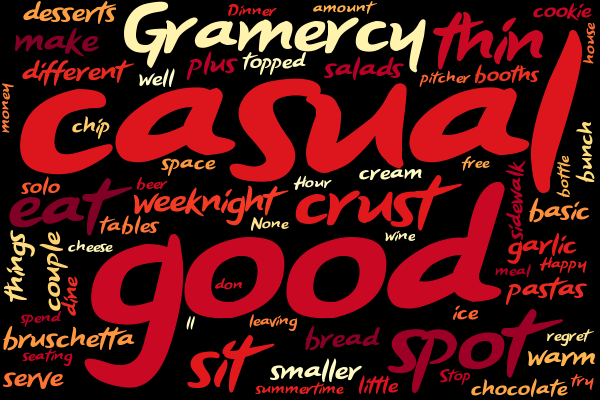 desserts
Dinner
amount
cookie
make
Gramercy
thin
house
different
well
plus
topped
salads
pitcher
booths
money
casual
chip
space
cream
free
bottle
bunch
solo
beer
Hour
eat
weeknight
crust
sidewalk
basic
tables
None
wine
things
couple
cheese
good
garlic
meal
Happy
dine
don
pastas
spend
ll
leaving
ice
bruschetta
sit
bread
spot
regret
seating
smaller
warm
serve
summertime
little
Stop
chocolate
try